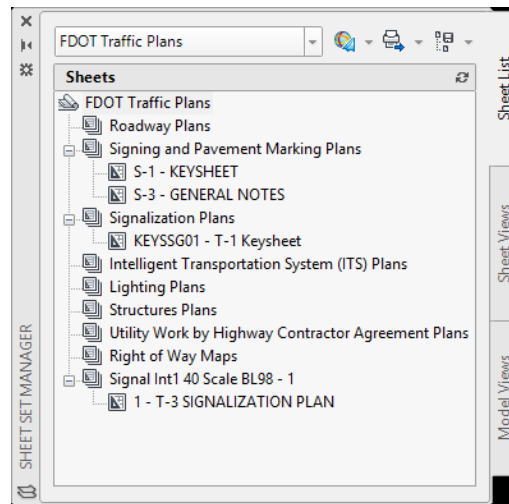 FDOT Traffic Plans
Sheets
FDOT Traffic Plans
Roadway Plans
Signing and Pavement Marking Plans
S-1 - KEYSHEET
S-3 - GENERAL NOTES
Signalization Plans
KEYSSG01 - T-1 Keysheet
Intelligent Transportation System (ITS) Plans
Lighting Plans
Structures Plans
Utility Work by Highway Contractor Agreement Plans
Right of Way Maps
Signal Int1 40 Scale BL98 - 1
1 - T-3 SIGNALIZATION PLAN
SHEET SET MANAGER
Sheet List
Sheet Views
Model Views